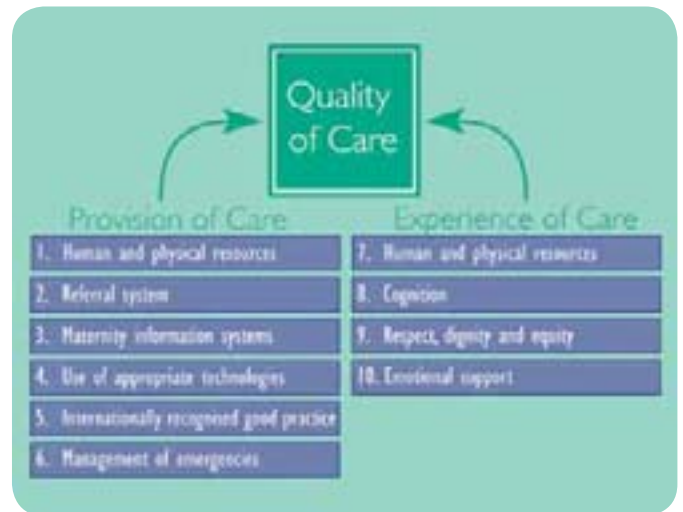 Quality
of Care
Provision of Care
1. Human and physical resources
2. Referral system
3. Maternity information systems
4. Use of appropriate technologies
5. Internationally recognised good practice
6. Management of emergencies
Experience of Care
7. Human and physical resources
8. Cognition
9. Respect, dignity and equity
10. Emotional support